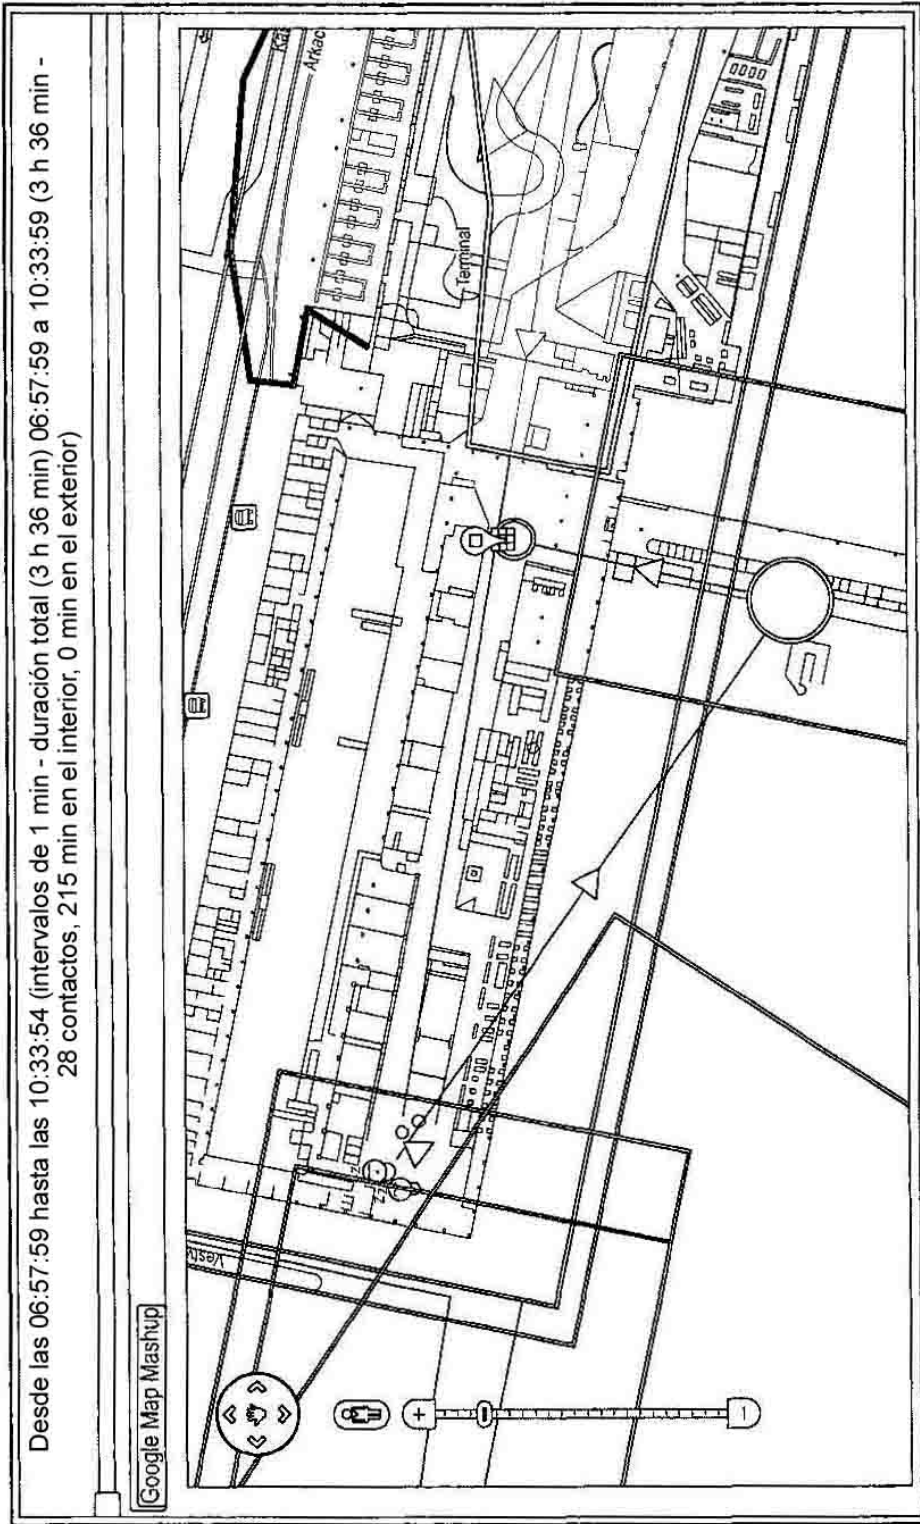 Desde las 06:57:59 hasta las 10:33:54 (intervalos de 1 min - duración total (3 h 36 min) 06:57:59 a 10:33:59 (3 h 36 min -
28 contactos, 215 min en el interior, 0 min en el exterior)
Google Map Mashup
Vestv
Terminal
Arkac